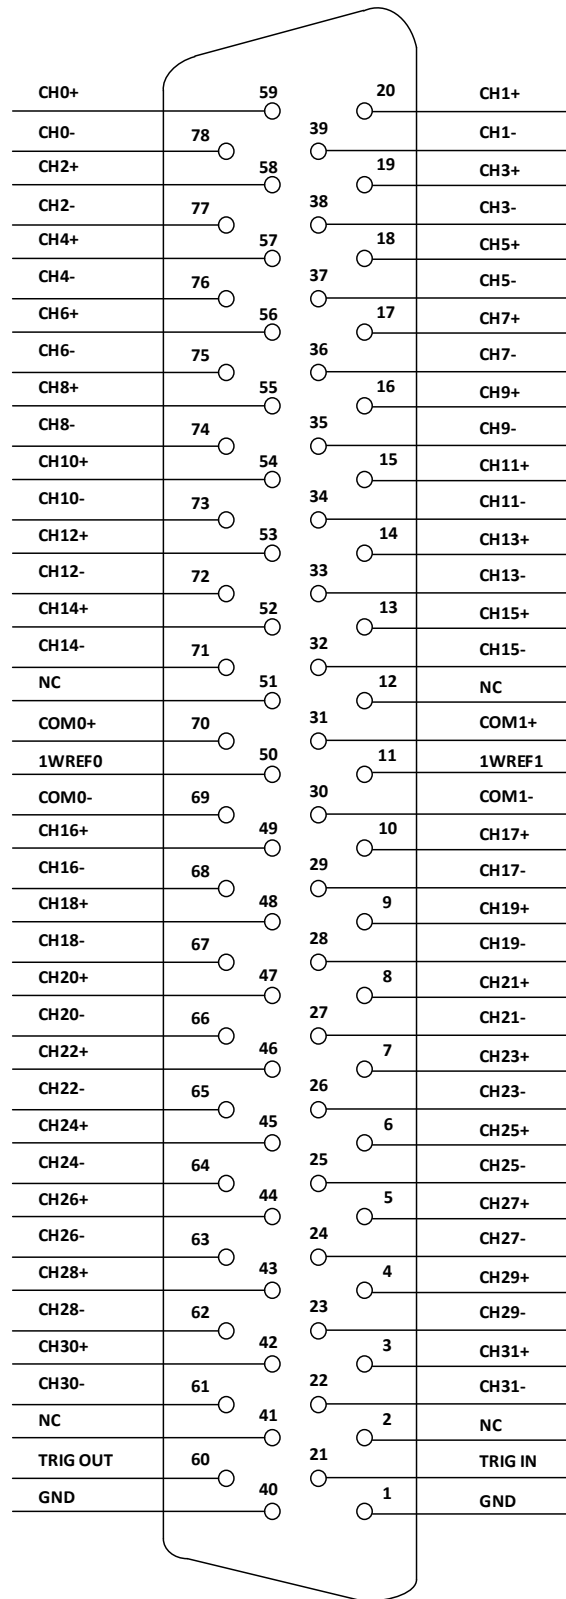 CH0+ 59 20 CH1+
CH0- 78 39 CH1-
CH2+ 58 19 CH3+
CH2- 77 38 CH3-
CH4+ 57 18 CH5+
CH4- 76 37 CH5-
CH6+ 56 17 CH7+
CH6- 75 36 CH7-
CH8+ 55 16 CH9+
CH8- 74 35 CH9-
CH10+ 54 15 CH11+
CH10- 73 34 CH11-
CH12+ 53 14 CH13+
CH12- 72 33 CH13-
CH14+ 52 13 CH15+
CH14- 71 32 CH15-
NC 51 12 NC
COM0+ 70 31 COM1+
1WREF0 50 11 1WREF1
COM0- 69 30 COM1-
CH16+ 49 10 CH17+
CH16- 68 29 CH17-
CH18+ 48 9 CH19+
CH18- 67 28 CH19-
CH20+ 47 8 CH21+
CH20- 66 27 CH21-
CH22+ 46 7 CH23+
CH22- 65 26 CH23-
CH24+ 45 6 CH25+
CH24- 64 25 CH25-
CH26+ 44 5 CH27+
CH26- 63 24 CH27-
CH28+ 43 4 CH29+
CH28- 62 23 CH29-
CH30+ 42 3 CH31+
CH30- 61 22 CH31-
NC 41 2 NC
TRIG OUT 60 21 TRIG IN
GND 40 1 GND